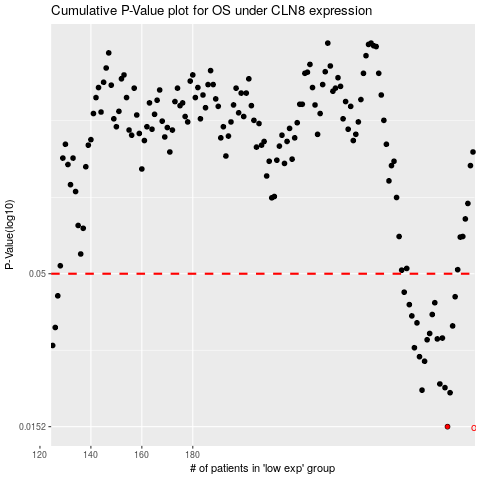 Cumulative P-Value plot for OS under CLN8 expression
P-Value(log10)
0.05
0.0152
120 140 160 180
# of patients in 'low exp' group